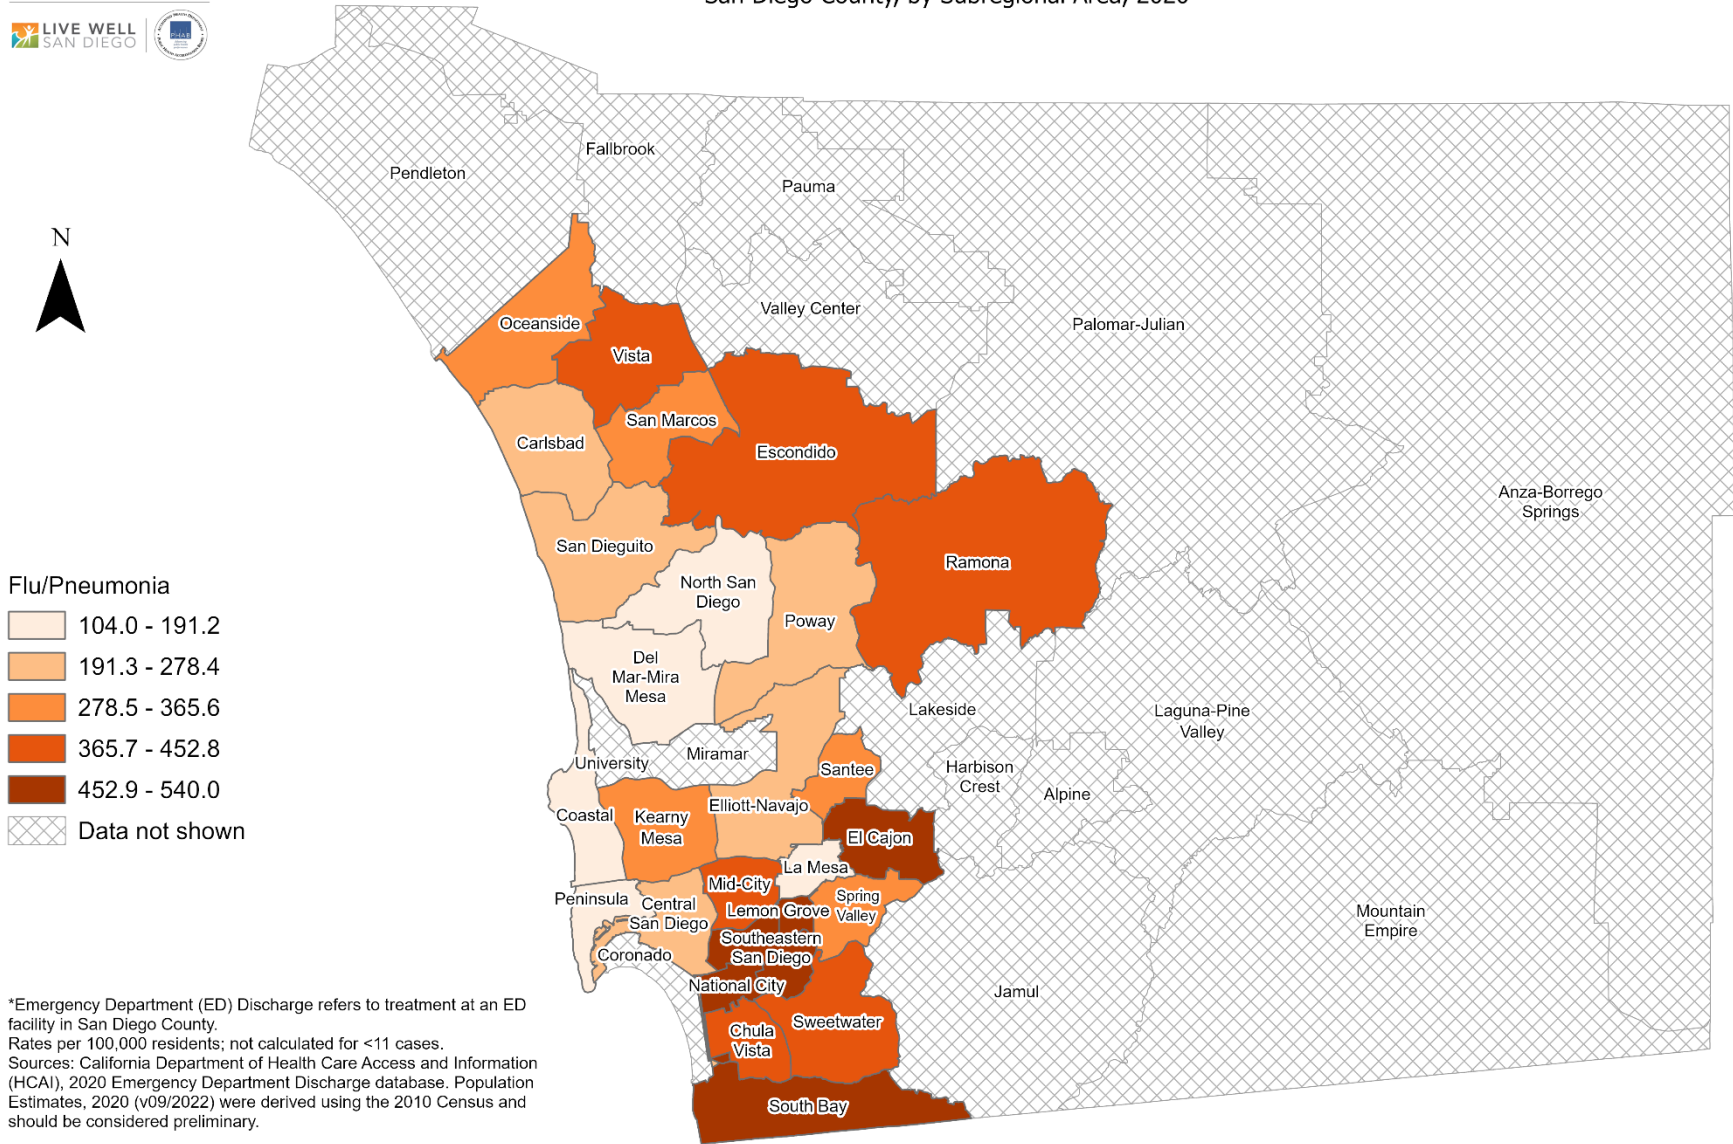 San Diego County, by Subregional Area, 2020
LIVE WELL
SAN DIEGO
PHAB
N
Pendleton
Fallbrook
Pauma
Valley Center
Palomar-Julian
Oceanside
Vista
San Marcos
Carlsbad
Escondido
Anza-Borrego
Springs
San Dieguito
Ramona
North San
Diego
Poway
Del
Mar-Mira
Mesa
Lakeside
Laguna-Pine
Valley
Miramar
University
Santee
Harbison
Crest
Alpine
Elliott-Navajo
Coastal
Kearny
Mesa
El Cajon
La Mesa
Mid-City
Peninsula
Central
San Diego
Spring
Valley
Lemon Grove
Mountain
Empire
Southeastern
San Diego
Coronado
National City
Jamul
Sweetwater
Chula
Vista
South Bay
Flu/Pneumonia
104.0 - 191.2
191.3 - 278.4
278.5 - 365.6
365.7 - 452.8
452.9 - 540.0
Data not shown
*Emergency Department (ED) Discharge refers to treatment at an ED
facility in San Diego County.
Rates per 100,000 residents; not calculated for <11 cases.
Sources: California Department of Health Care Access and Information
(HCAI), 2020 Emergency Department Discharge database. Population
Estimates, 2020 (v09/2022) were derived using the 2010 Census and
should be considered preliminary.